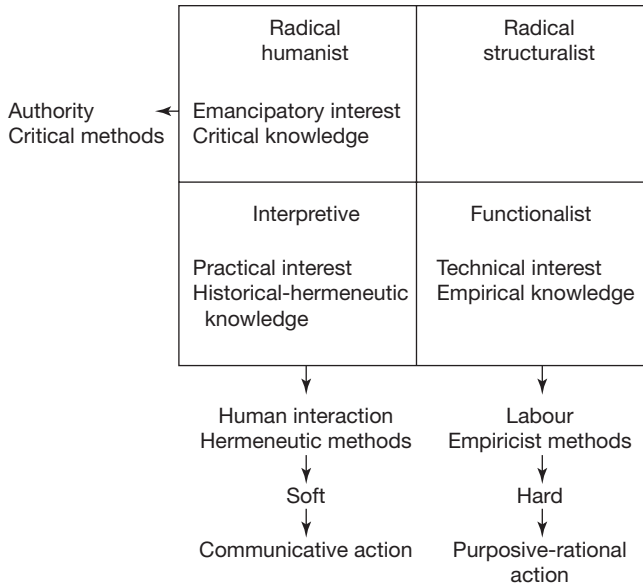 Radical
humanist
Radical
structuralist
Authority
Critical methods
Emancipatory interest
Critical knowledge
Interpretive
Functionalist
Practical interest
Historical-hermeneutic
knowledge
Technical interest
Empirical knowledge
Human interaction
Hermeneutic methods
Labour
Empiricist methods
Soft
Hard
Communicative action
Purposive-rational
action